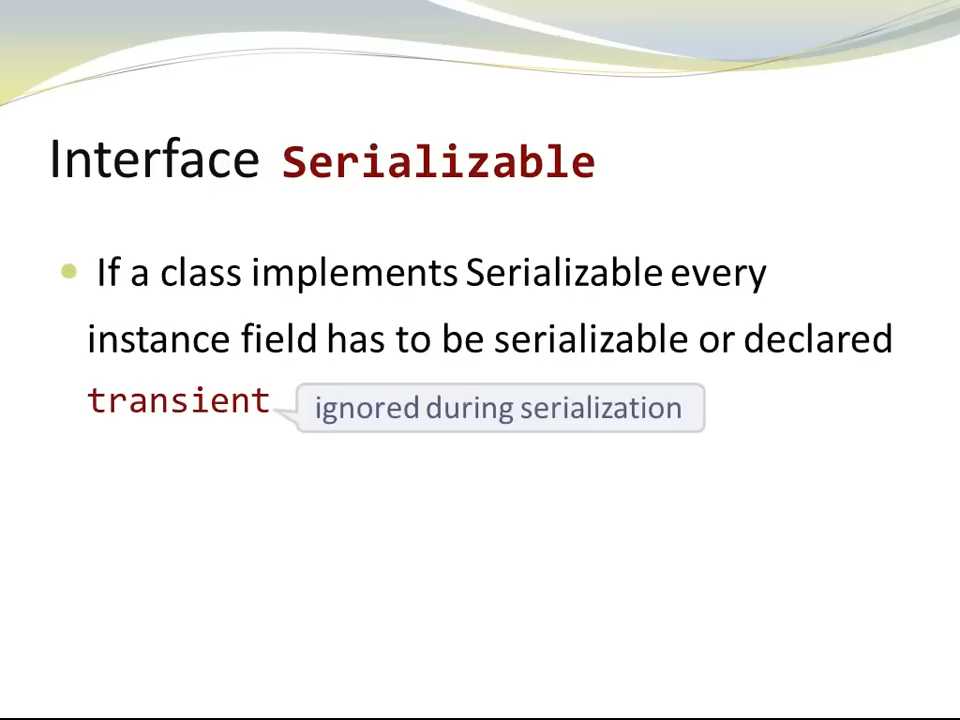 Interface Serializable
If a class implements Serializable every
instance field has to be serializable or declared
transient
ignored during serialization